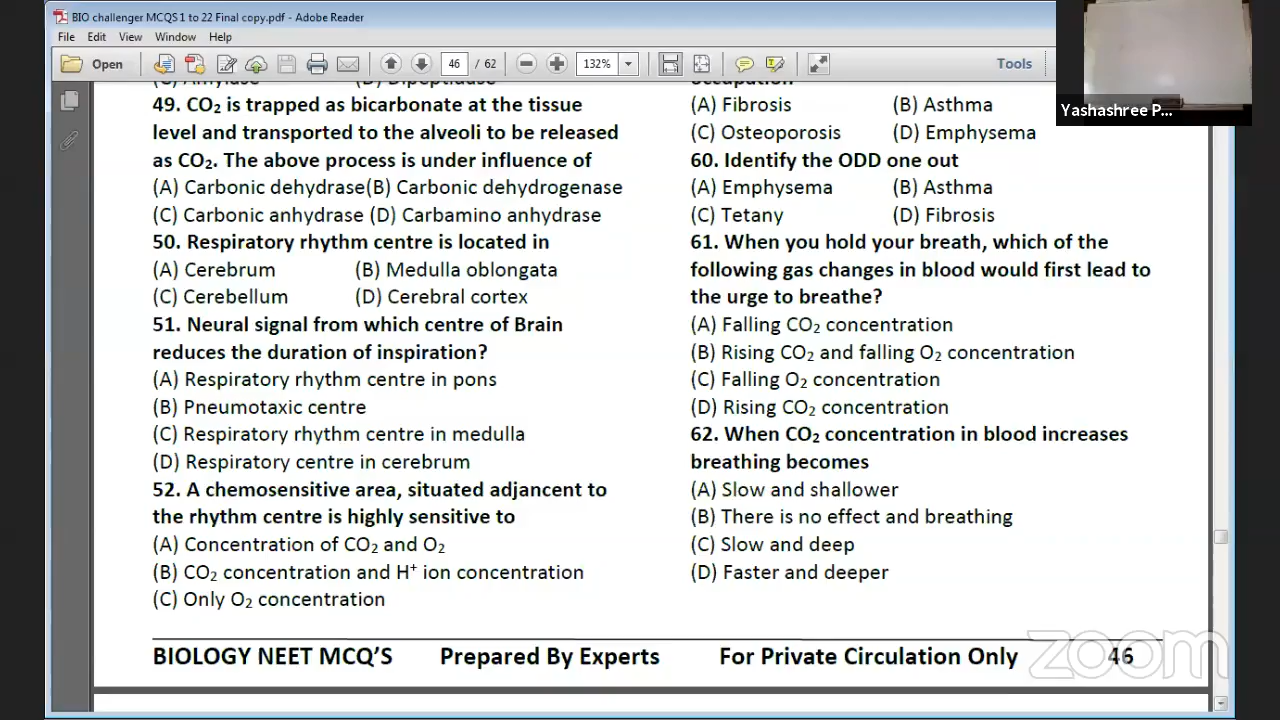 BIO challenger MCQS 1 to 22 Final copy.pdf - Adobe Reader
File Edit View Window Help
Open 46 / 62 132% Tools
Yashashree P...
(C) Amylase (B) Dipeptidase
49. CO₂ is trapped as bicarbonate at the tissue
level and transported to the alveoli to be released
as CO₂. The above process is under influence of
(A) Carbonic dehydrase(B) Carbonic dehydrogenase
(C) Carbonic anhydrase (D) Carbamino anhydrase
50. Respiratory rhythm centre is located in
(A) Cerebrum (B) Medulla oblongata
(C) Cerebellum (D) Cerebral cortex
51. Neural signal from which centre of Brain
reduces the duration of inspiration?
(A) Respiratory rhythm centre in pons
(B) Pneumotaxic centre
(C) Respiratory rhythm centre in medulla
(D) Respiratory centre in cerebrum
52. A chemosensitive area, situated adjancent to
the rhythm centre is highly sensitive to
(A) Concentration of CO₂ and O₂
(B) CO₂ concentration and H⁺ ion concentration
(C) Only O₂ concentration
occupation
(A) Fibrosis (B) Asthma
(C) Osteoporosis (D) Emphysema
60. Identify the ODD one out
(A) Emphysema (B) Asthma
(C) Tetany (D) Fibrosis
61. When you hold your breath, which of the
following gas changes in blood would first lead to
the urge to breathe?
(A) Falling CO₂ concentration
(B) Rising CO₂ and falling O₂ concentration
(C) Falling O₂ concentration
(D) Rising CO₂ concentration
62. When CO₂ concentration in blood increases
breathing becomes
(A) Slow and shallower
(B) There is no effect and breathing
(C) Slow and deep
(D) Faster and deeper
BIOLOGY NEET MCQ'S Prepared By Experts For Private Circulation Only 46
zoom